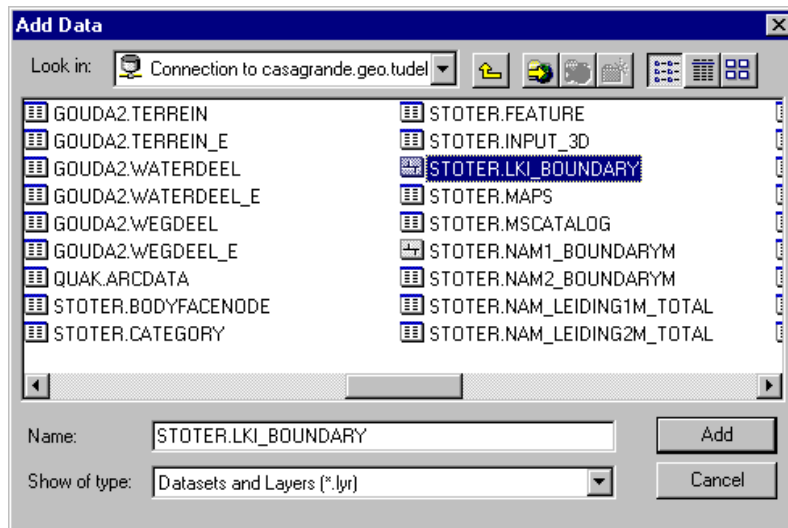 Add Data
Look in: Connection to casagrande.geo.tudel
GOUDA2.TERREIN
GOUDA2.TERREIN_E
GOUDA2.WATERDEEL
GOUDA2.WATERDEEL_E
GOUDA2.WEGDEEL
GOUDA2.WEGDEEL_E
QUAK.ARCDATA
STOTER.BODYFACENODE
STOTER.CATEGORY
STOTER.FEATURE
STOTER.INPUT_3D
STOTER.LKI_BOUNDARY
STOTER.MAPS
STOTER.MSCATALOG
STOTER.NAM1_BOUNDARYM
STOTER.NAM2_BOUNDARYM
STOTER.NAM_LEIDING1M_TOTAL
STOTER.NAM_LEIDING2M_TOTAL
Name: STOTER.LKI_BOUNDARY Add
Show of type: Datasets and Layers (*.lyr) Cancel